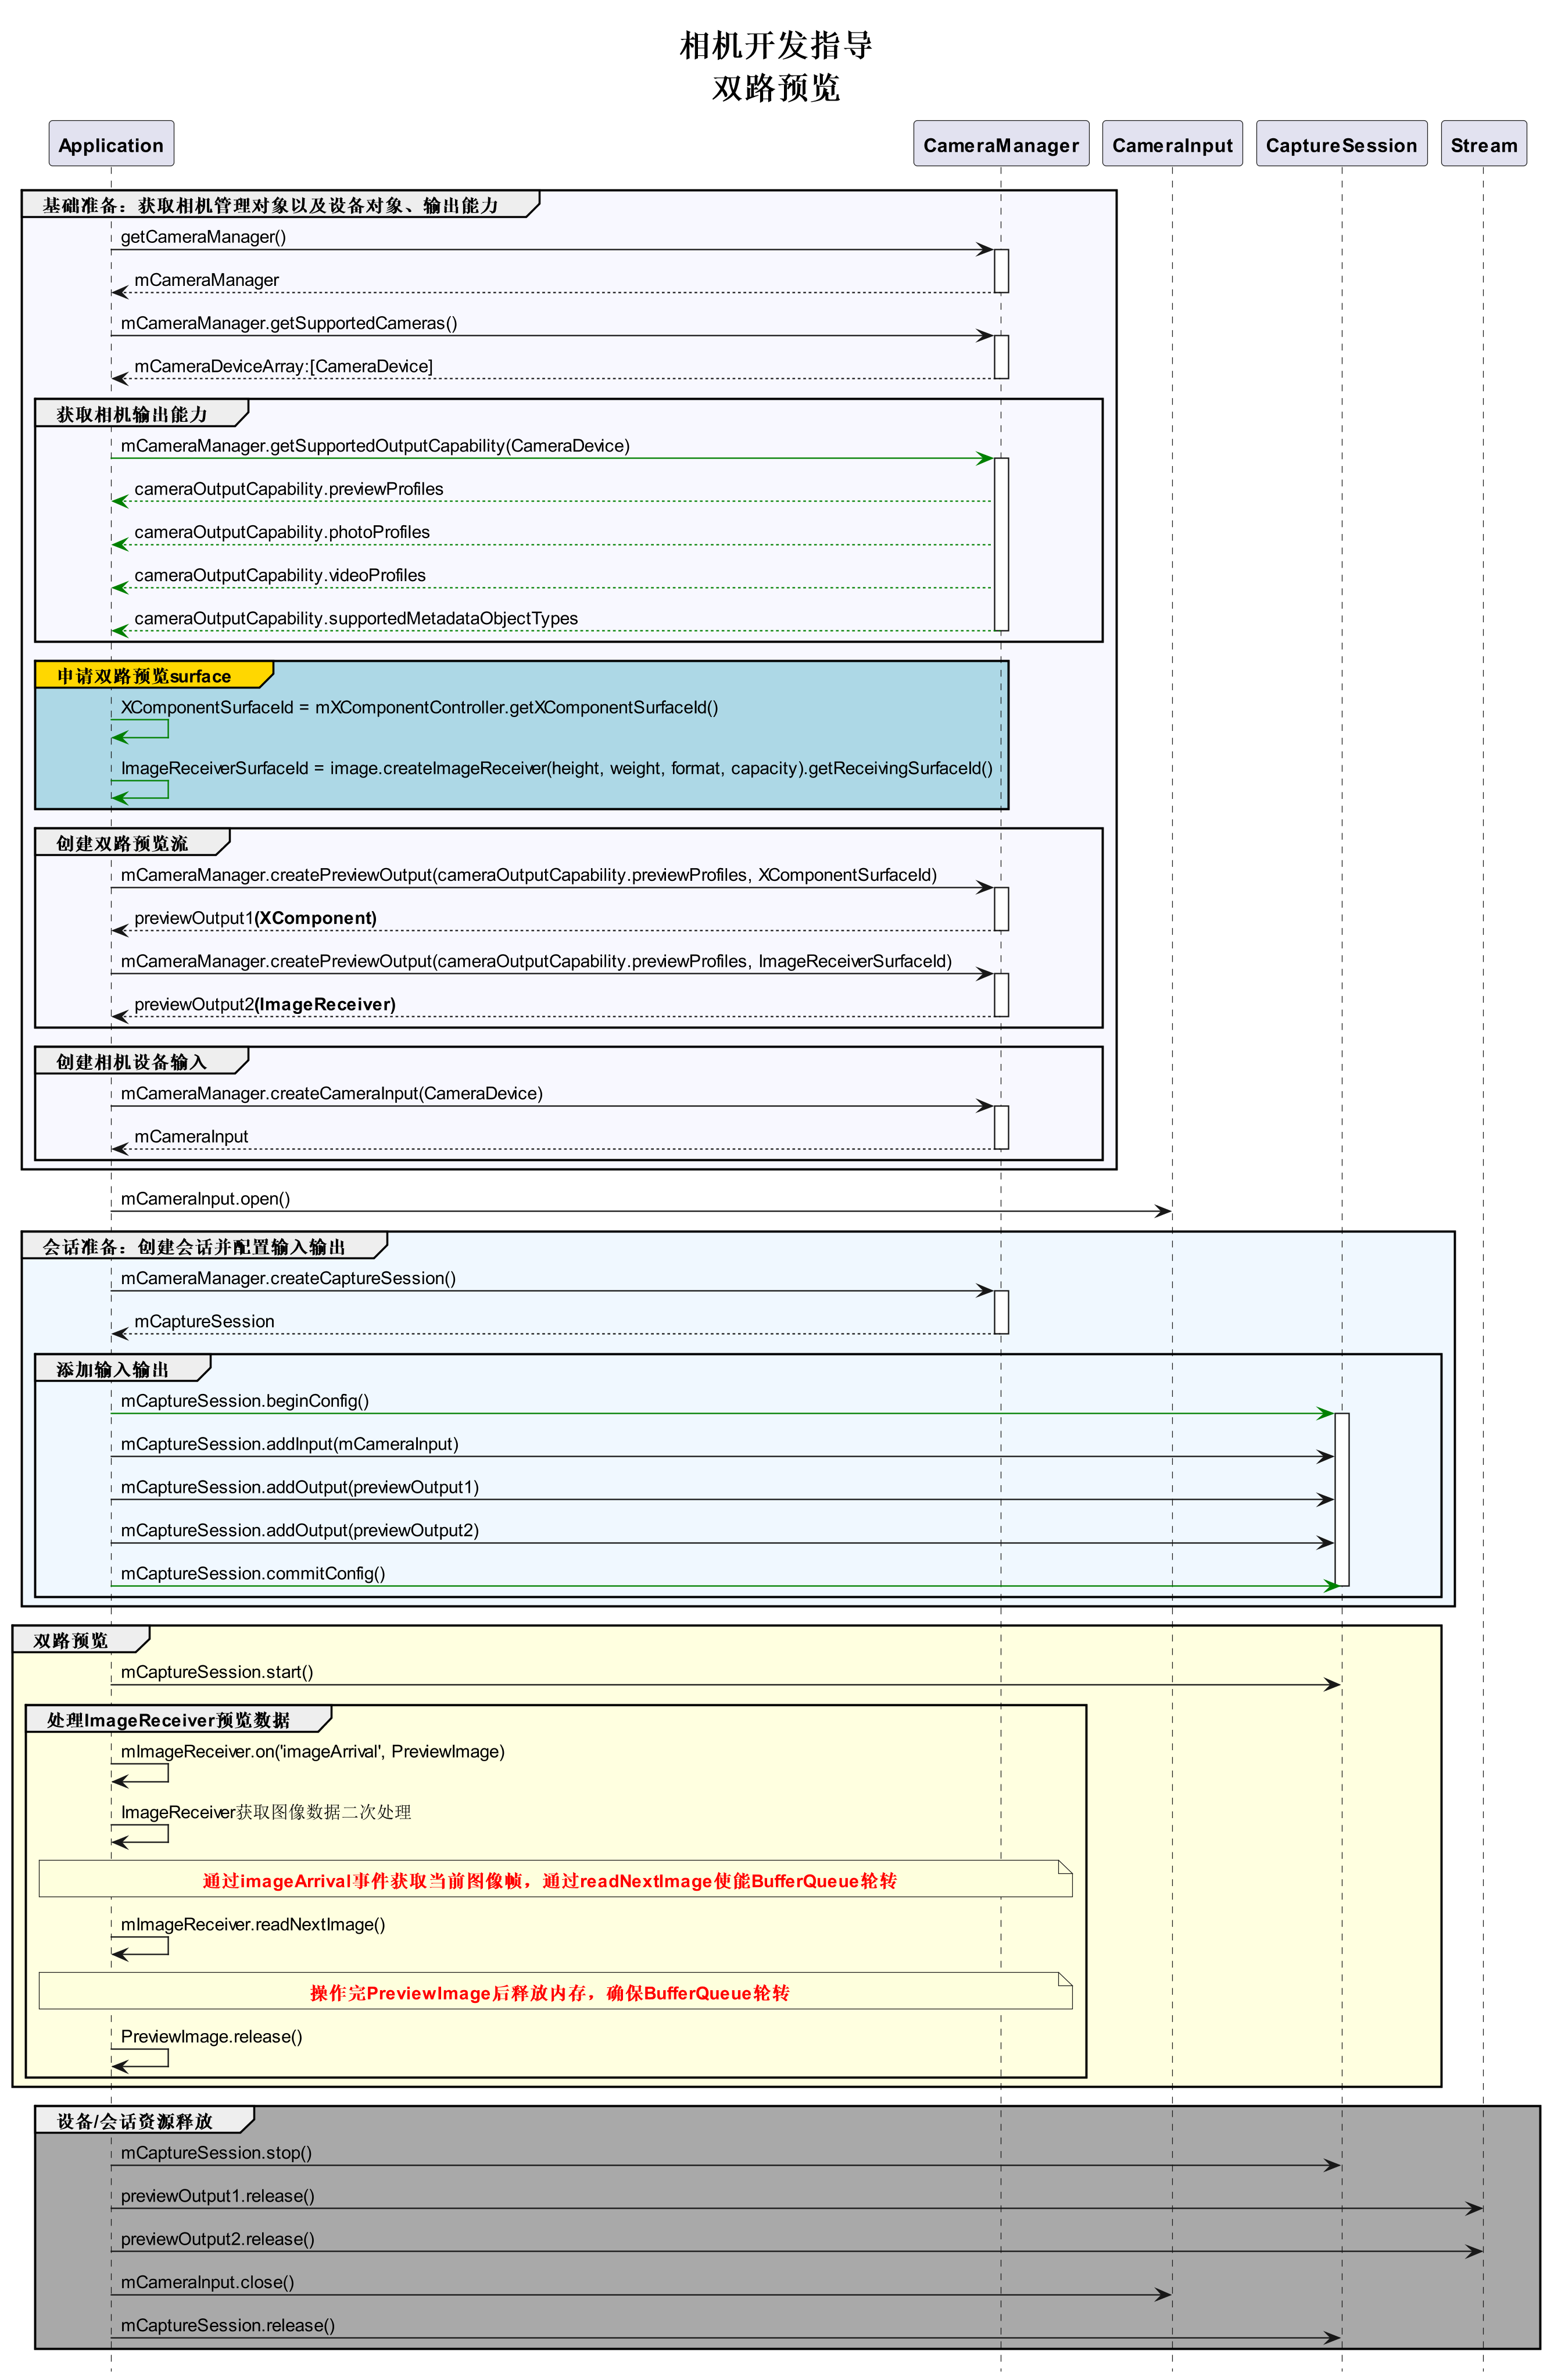 相机开发指导
双路预览
Application
CameraManager
CameraInput
CaptureSession
Stream
基础准备：获取相机管理对象以及设备对象、输出能力
getCameraManager()
mCameraManager
mCameraManager.getSupportedCameras()
mCameraDeviceArray:[CameraDevice]
获取相机输出能力
mCameraManager.getSupportedOutputCapability(CameraDevice)
cameraOutputCapability.previewProfiles
cameraOutputCapability.photoProfiles
cameraOutputCapability.videoProfiles
cameraOutputCapability.supportedMetadataObjectTypes
申请双路预览surface
XComponentSurfaceId = mXComponentController.getXComponentSurfaceId()
ImageReceiverSurfaceId = image.createImageReceiver(height, weight, format, capacity).getReceivingSurfaceId()
创建双路预览流
mCameraManager.createPreviewOutput(cameraOutputCapability.previewProfiles, XComponentSurfaceId)
previewOutput1(XComponent)
mCameraManager.createPreviewOutput(cameraOutputCapability.previewProfiles, ImageReceiverSurfaceId)
previewOutput2(ImageReceiver)
创建相机设备输入
mCameraManager.createCameraInput(CameraDevice)
mCameraInput
mCameraInput.open()
会话准备：创建会话并配置输入输出
mCameraManager.createCaptureSession()
mCaptureSession
添加输入输出
mCaptureSession.beginConfig()
mCaptureSession.addInput(mCameraInput)
mCaptureSession.addOutput(previewOutput1)
mCaptureSession.addOutput(previewOutput2)
mCaptureSession.commitConfig()
双路预览
mCaptureSession.start()
处理ImageReceiver预览数据
mImageReceiver.on('imageArrival', PreviewImage)
ImageReceiver获取图像数据二次处理
通过imageArrival事件获取当前图像帧，通过readNextImage使能BufferQueue轮转
mImageReceiver.readNextImage()
操作完PreviewImage后释放内存，确保BufferQueue轮转
PreviewImage.release()
设备/会话资源释放
mCaptureSession.stop()
previewOutput1.release()
previewOutput2.release()
mCameraInput.close()
mCaptureSession.release()